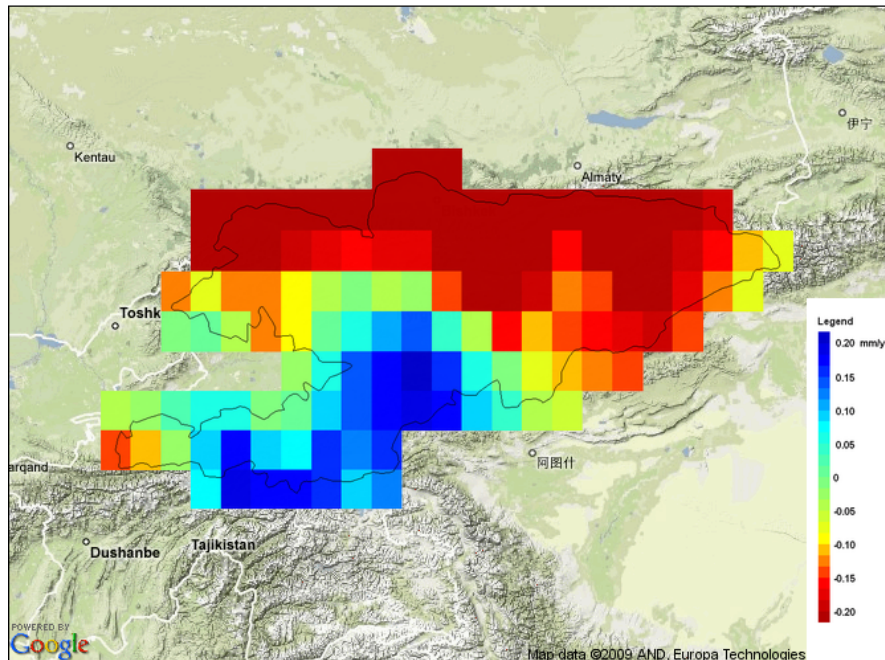 伊宁
Kentau
Almaty
Toshk
Legend
0.20 mmly
0.15
0.10
0.05
0
-0.05
-0.10
-0.15
-0.20
阿图什
arqand
Dushanbe
Tajikistan
POWERED BY
Google
Map data ©2009 AND, Europa Technologies